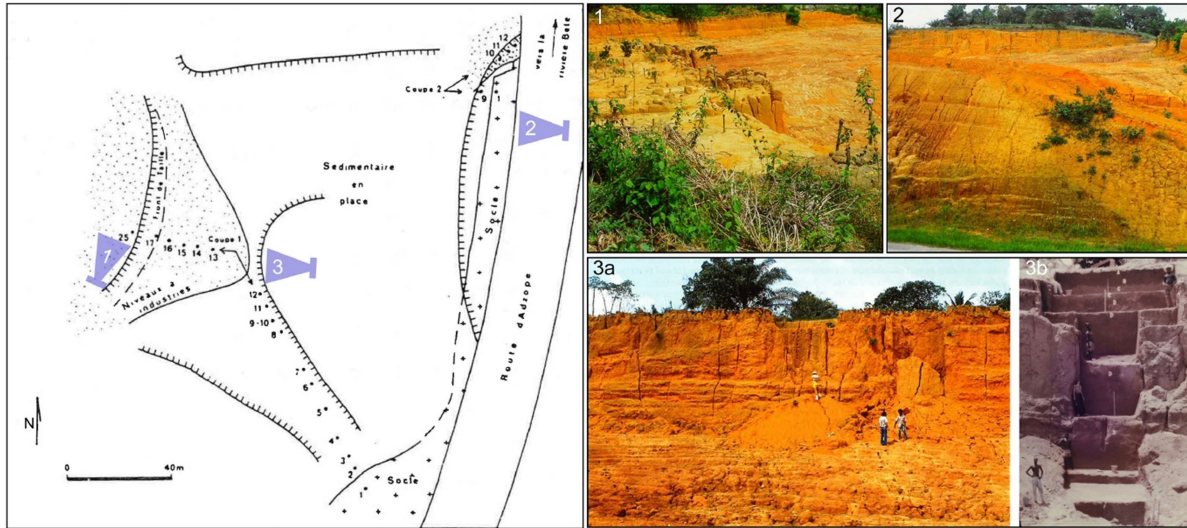 12
11
10
vers la
rivière Bété
Coupe 2
9
1
2
Sédimentaire
en
place
Socle
front de taille
25
17
16
15
14
13
Coupe 1
1
3
Niveaux à
industries
12
11
9-10
8
7
6
5
4
3
2
1
Socle
Route d'Adzopé
N
0
40m
1
2
3a
3b